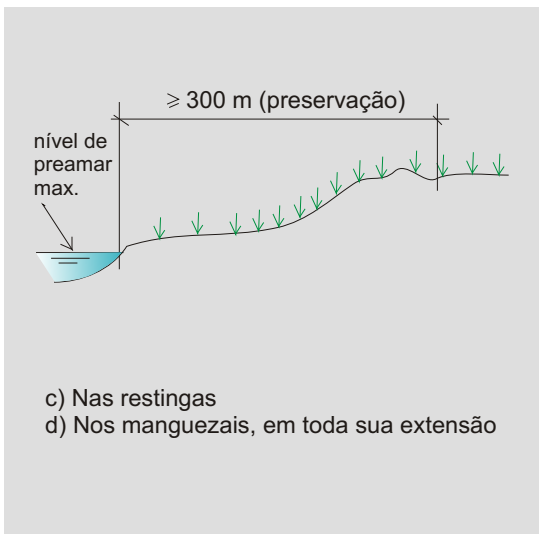 ⩾ 300 m (preservação)
nível de
preamar
max.
c) Nas restingas
d) Nos manguezais, em toda sua extensão